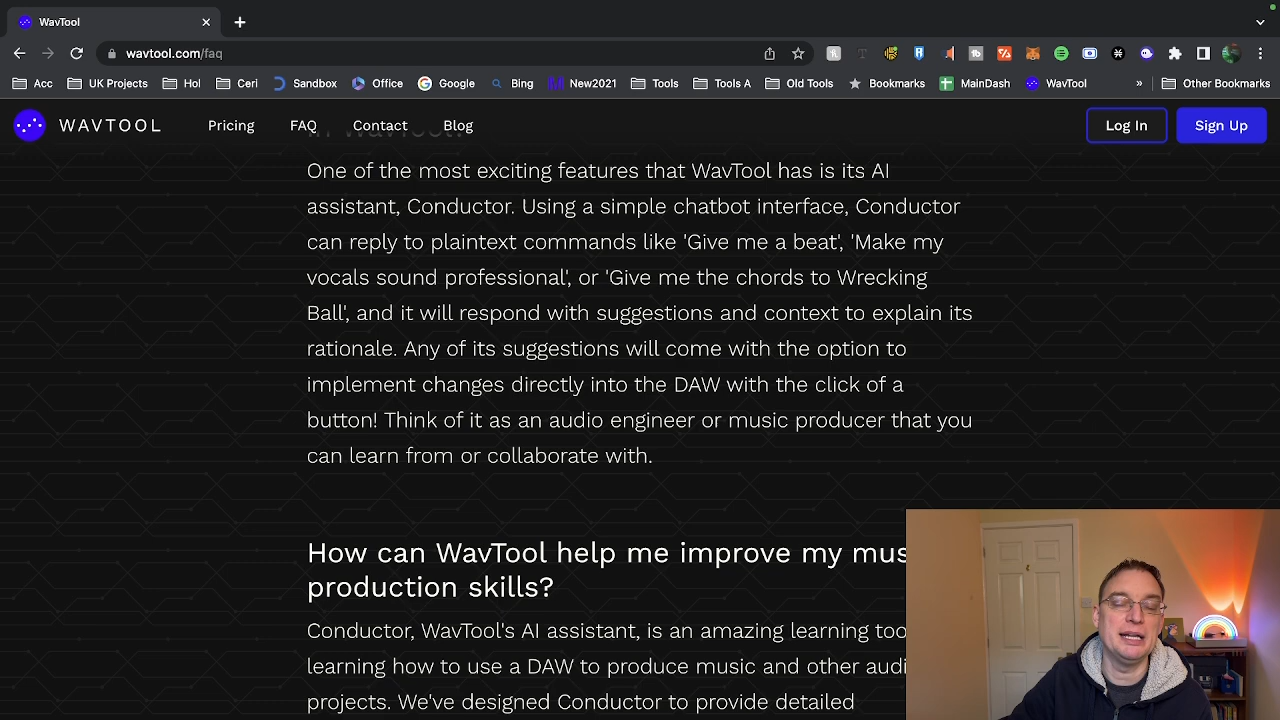 WavTool
wavtool.com/faq
Acc
UK Projects
Hol
Ceri
Sandbox
Office
Google
Bing
New2021
Tools
Tools A
Old Tools
Bookmarks
MainDash
WavTool
»
Other Bookmarks
WAVTOOL
Pricing
FAQ
Contact
Blog
Log In
Sign Up
One of the most exciting features that WavTool has is its AI
assistant, Conductor. Using a simple chatbot interface, Conductor
can reply to plaintext commands like 'Give me a beat', 'Make my
vocals sound professional', or 'Give me the chords to Wrecking
Ball', and it will respond with suggestions and context to explain its
rationale. Any of its suggestions will come with the option to
implement changes directly into the DAW with the click of a
button! Think of it as an audio engineer or music producer that you
can learn from or collaborate with.
How can WavTool help me improve my mus
production skills?
Conductor, WavTool's AI assistant, is an amazing learning too
learning how to use a DAW to produce music and other audi
projects. We've designed Conductor to provide detailed